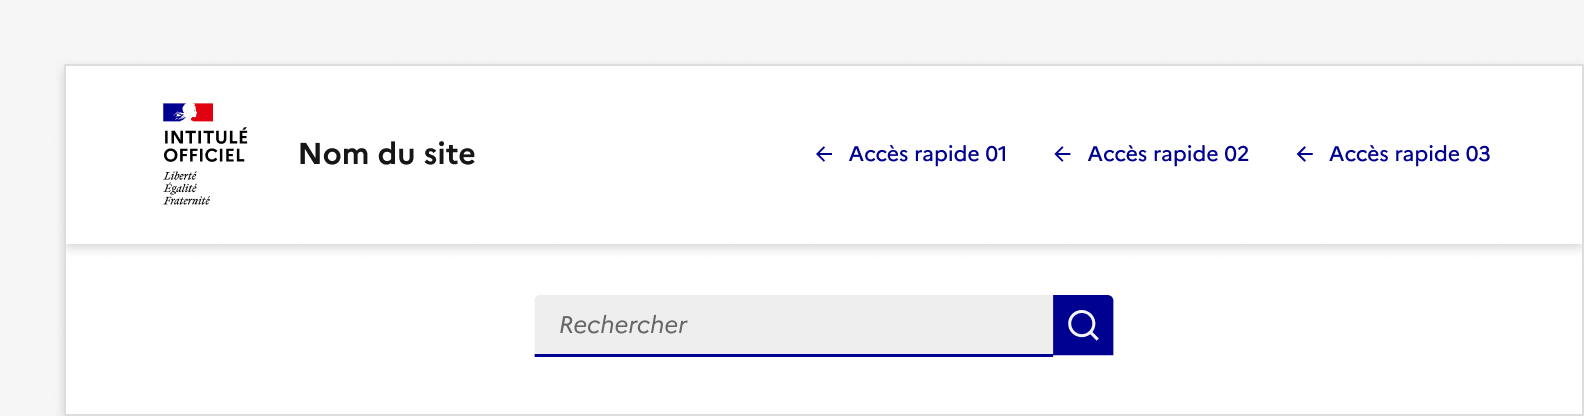 INTITULÉ
OFFICIEL
Liberté
Égalité
Fraternité
Nom du site
Accès rapide 01
Accès rapide 02
Accès rapide 03
Rechercher